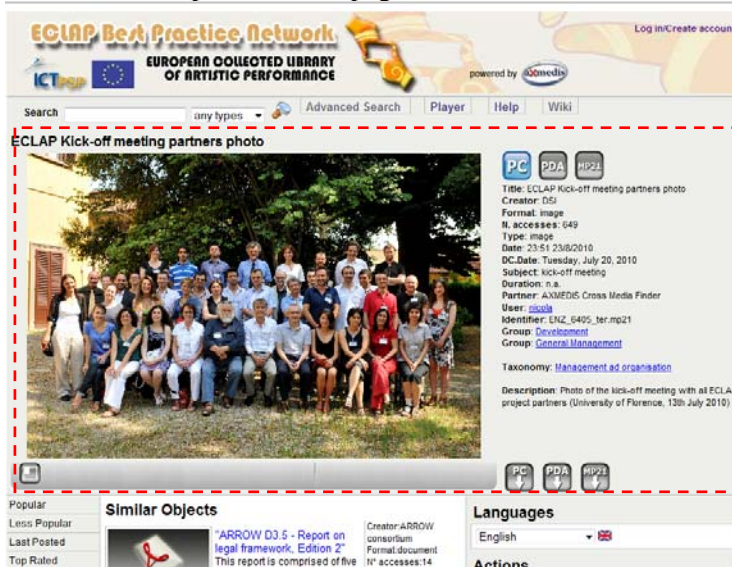 ECLAP Best Practice Network
Log in/Create accoun
EUROPEAN COLLECTED LIBRARY
OF ARTISTIC PERFORMANCE
ICTpsp
powered by axmedis
Search any types Advanced Search Player Help Wiki
ECLAP Kick-off meeting partners photo
PC PDA MP21
Title: ECLAP Kick-off meeting partners photo
Creator: DSI
Format: image
N. accesses: 649
Type: image
Date: 23:51 23/8/2010
DC.Date: Tuesday, July 20, 2010
Subject: kick-off meeting
Duration: n.a.
Partner: AXMEDIS Cross Media Finder
User: nicola
Identifier: ENZ_6405_ter.mp21
Group: Development
Group: General Management
Taxonomy: Management ad organisation
Description: Photo of the kick-off meeting with all ECLA
project partners (University of Florence, 13th July 2010)
PC PDA MP21
Popular
Less Popular
Last Posted
Top Rated
Similar Objects
"ARROW D3.5 - Report on
legal framework, Edition 2"
This report is comprised of five
Creator:ARROW
consortium
Format:document
N° accesses:14
Languages
English
Actions